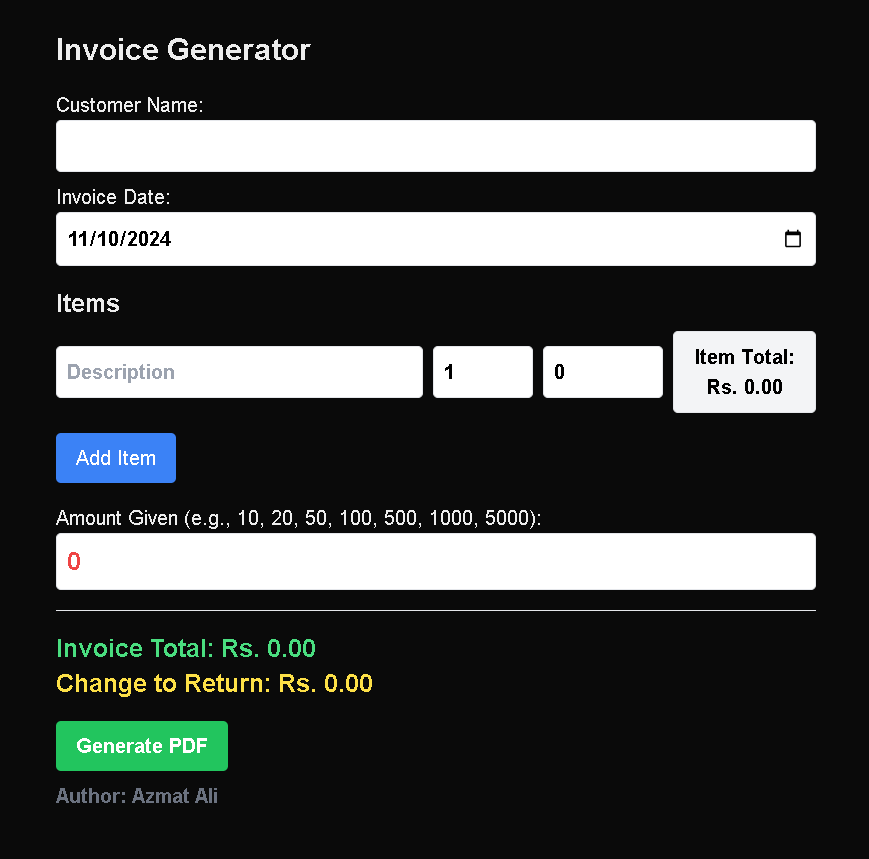 Invoice Generator
Customer Name:
Invoice Date:
11/10/2024
Items
Description 1 0 Item Total:
Rs. 0.00
Add Item
Amount Given (e.g., 10, 20, 50, 100, 500, 1000, 5000):
0
Invoice Total: Rs. 0.00
Change to Return: Rs. 0.00
Generate PDF
Author: Azmat Ali